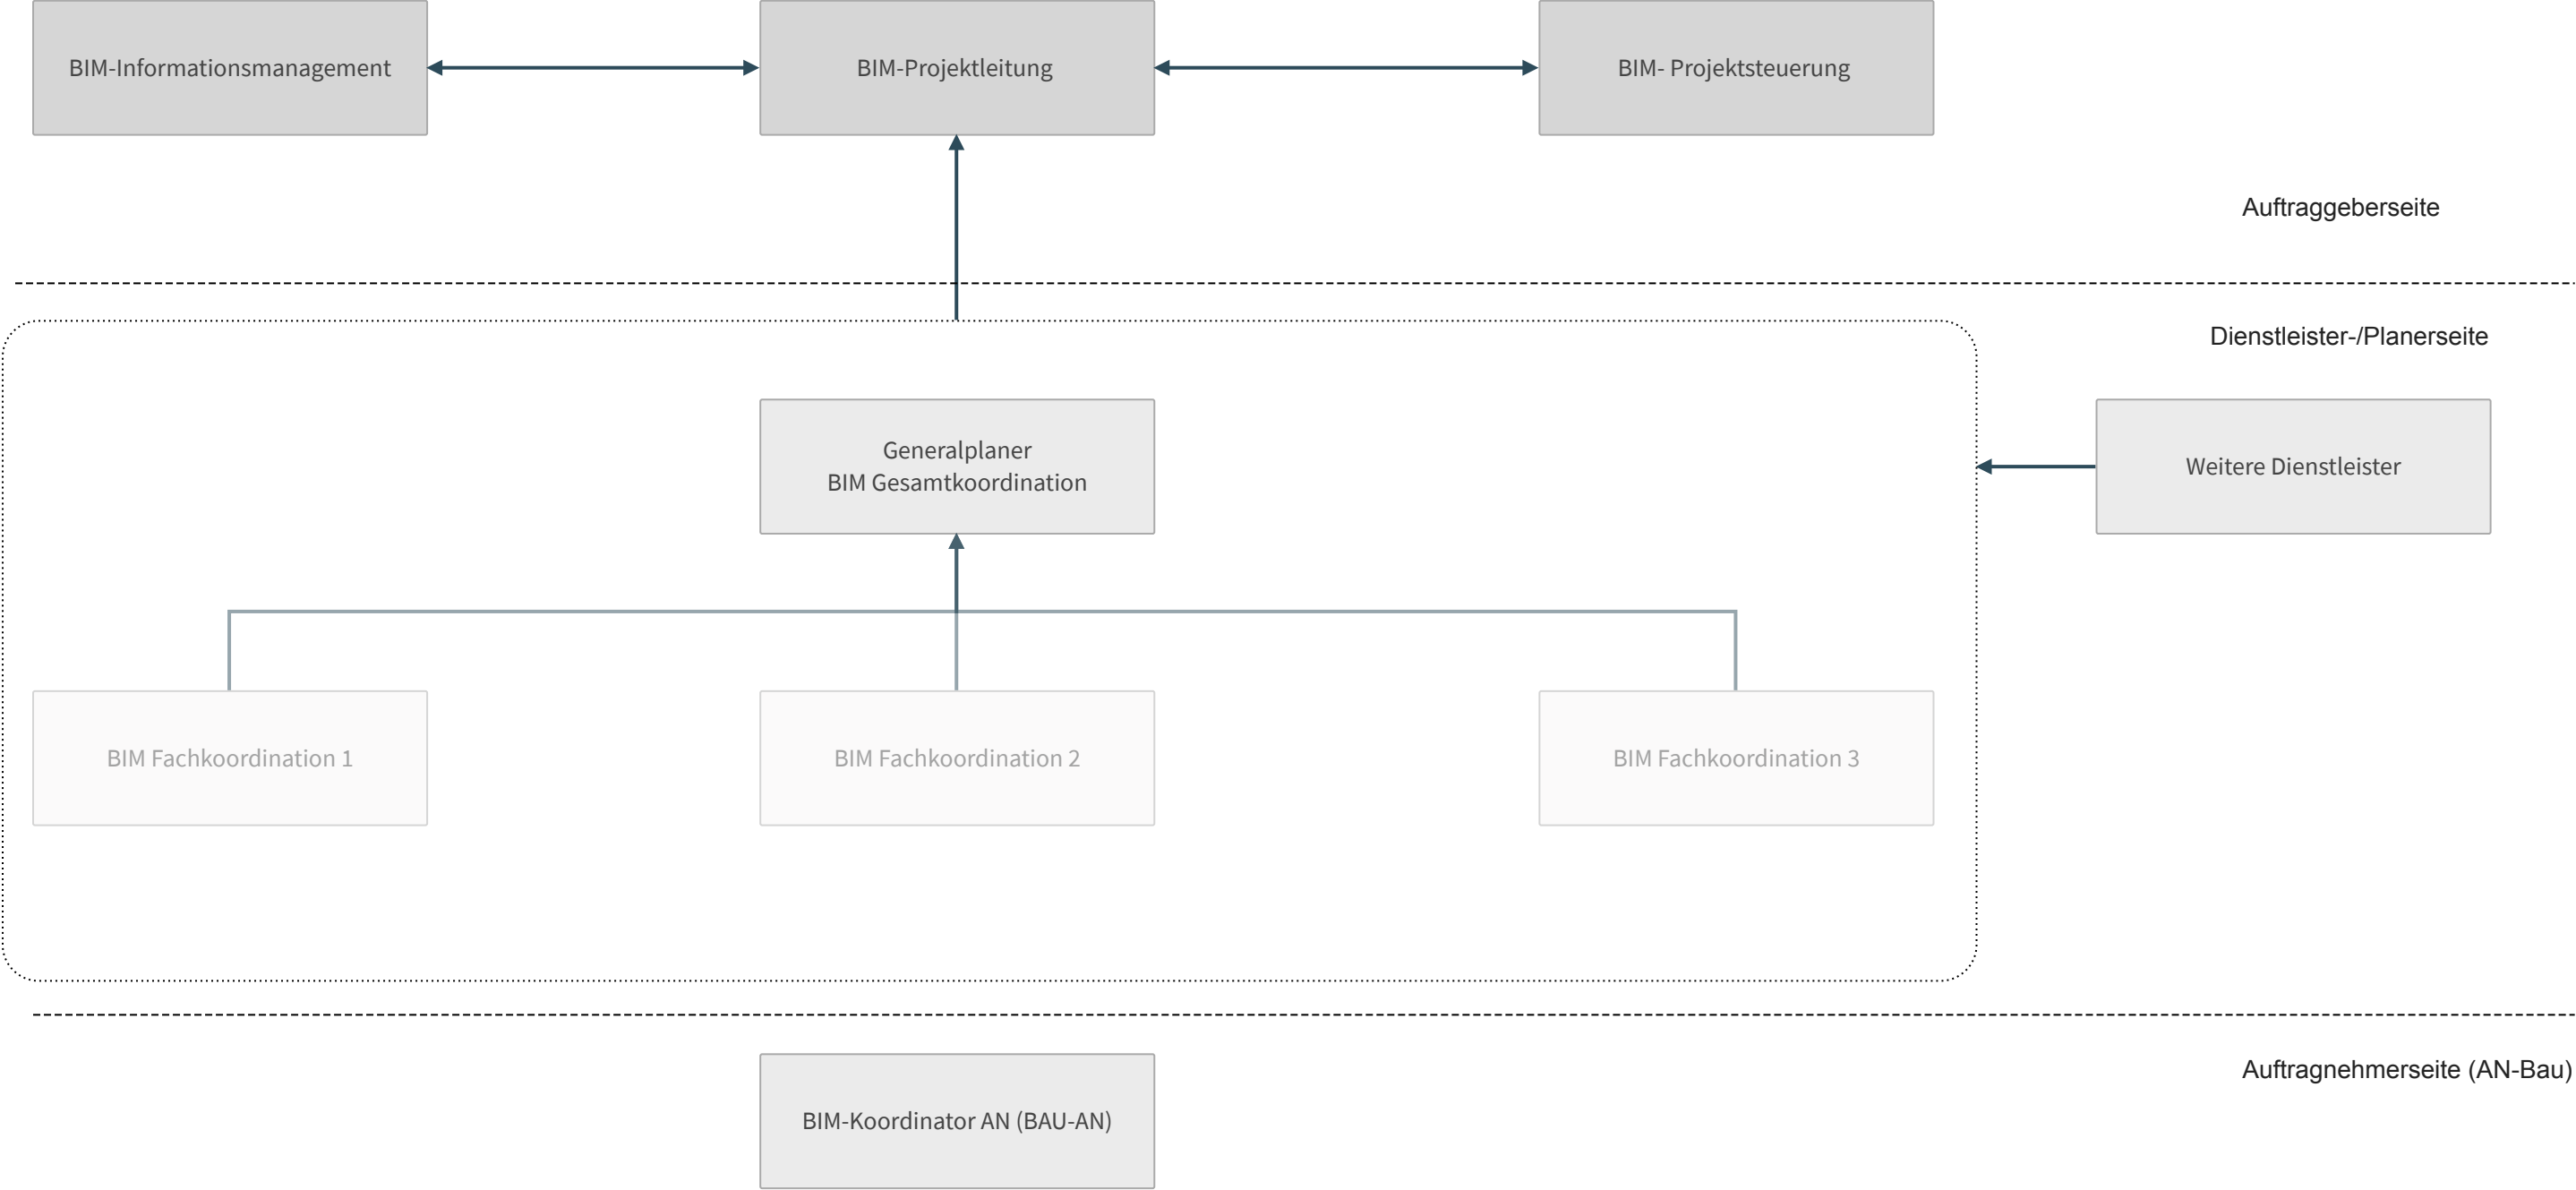 BIM-Informationsmanagement
BIM-Projektleitung
BIM- Projektsteuerung
Auftraggeberseite
Dienstleister-/Planerseite
Generalplaner
BIM Gesamtkoordination
Weitere Dienstleister
BIM Fachkoordination 1
BIM Fachkoordination 2
BIM Fachkoordination 3
Auftragnehmerseite (AN-Bau)
BIM-Koordinator AN (BAU-AN)